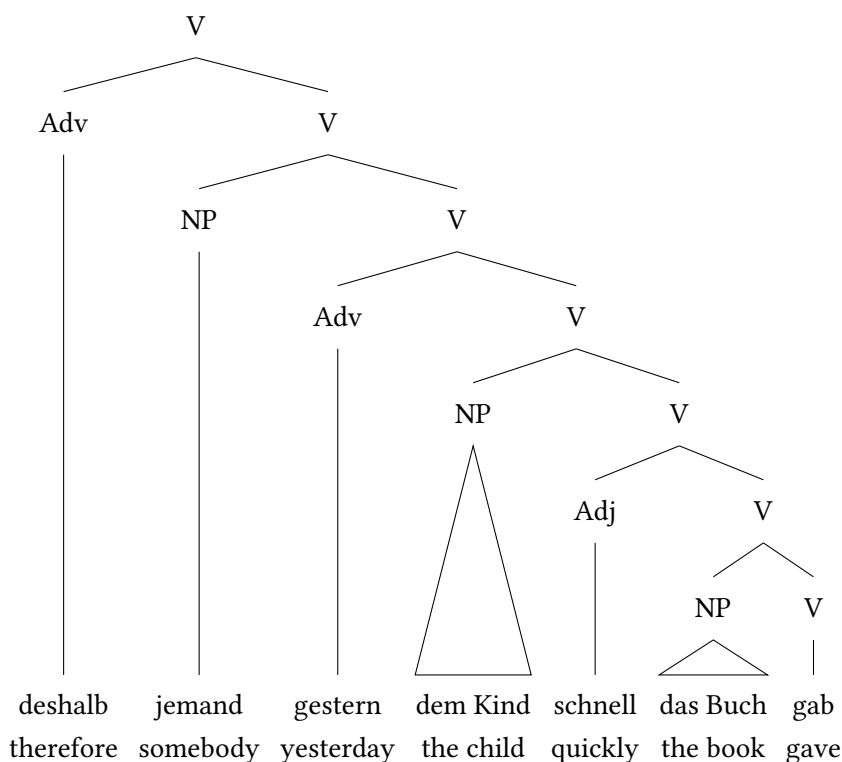 V
Adv V
NP V
Adv V
NP V
Adj V
NP V
deshalb jemand gestern dem Kind schnell das Buch gab
therefore somebody yesterday the child quickly the book gave